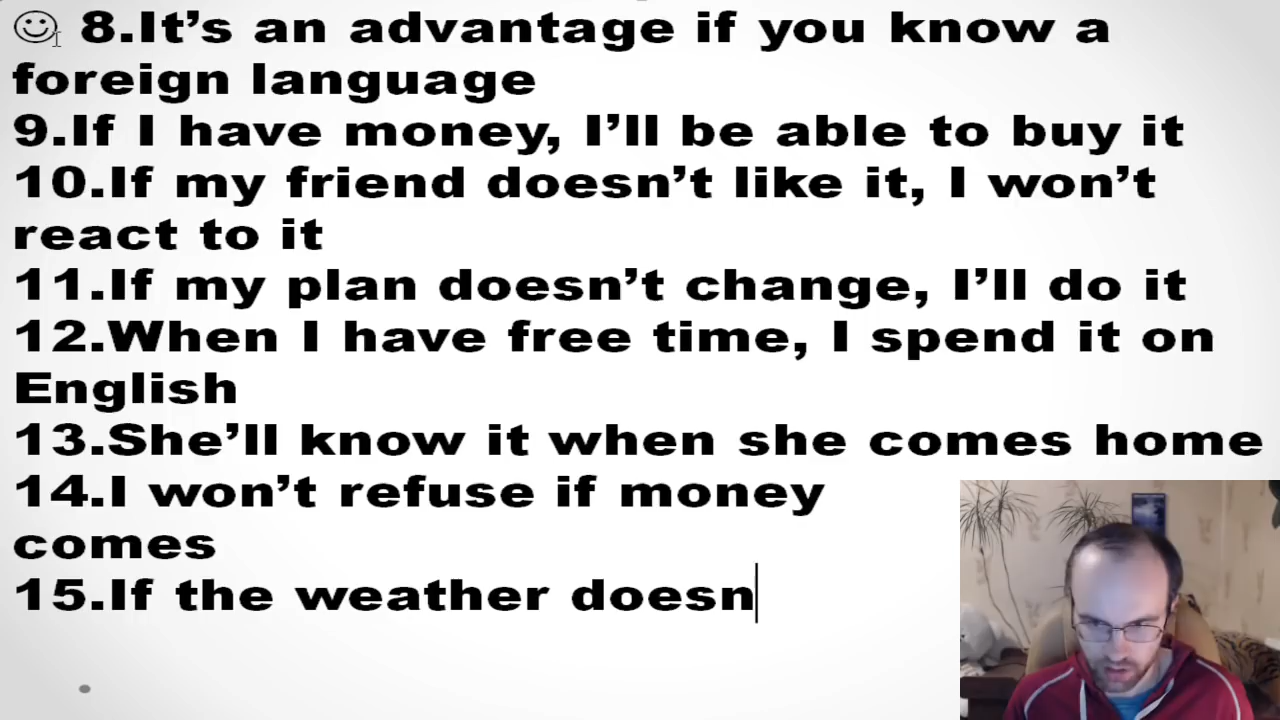 ☺ 8.It’s an advantage if you know a
foreign language
9.If I have money, I’ll be able to buy it
10.If my friend doesn’t like it, I won’t
react to it
11.If my plan doesn’t change, I’ll do it
12.When I have free time, I spend it on
English
13.She’ll know it when she comes home
14.I won’t refuse if money
comes
15.If the weather doesn